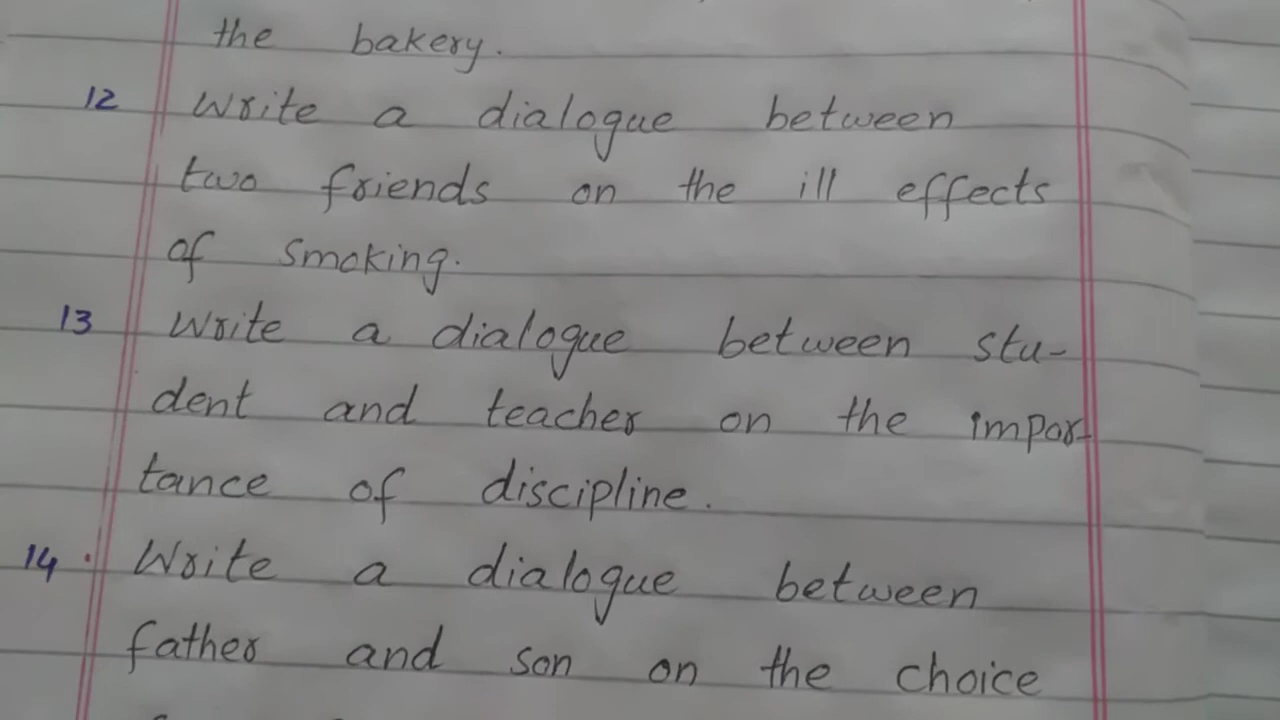 the bakery.
12 Write a dialogue between
two friends on the ill effects
of smoking.
13 Write a dialogue between stu-
dent and teacher on the impor-
tance of discipline.
14. Write a dialogue between
father and son on the choice